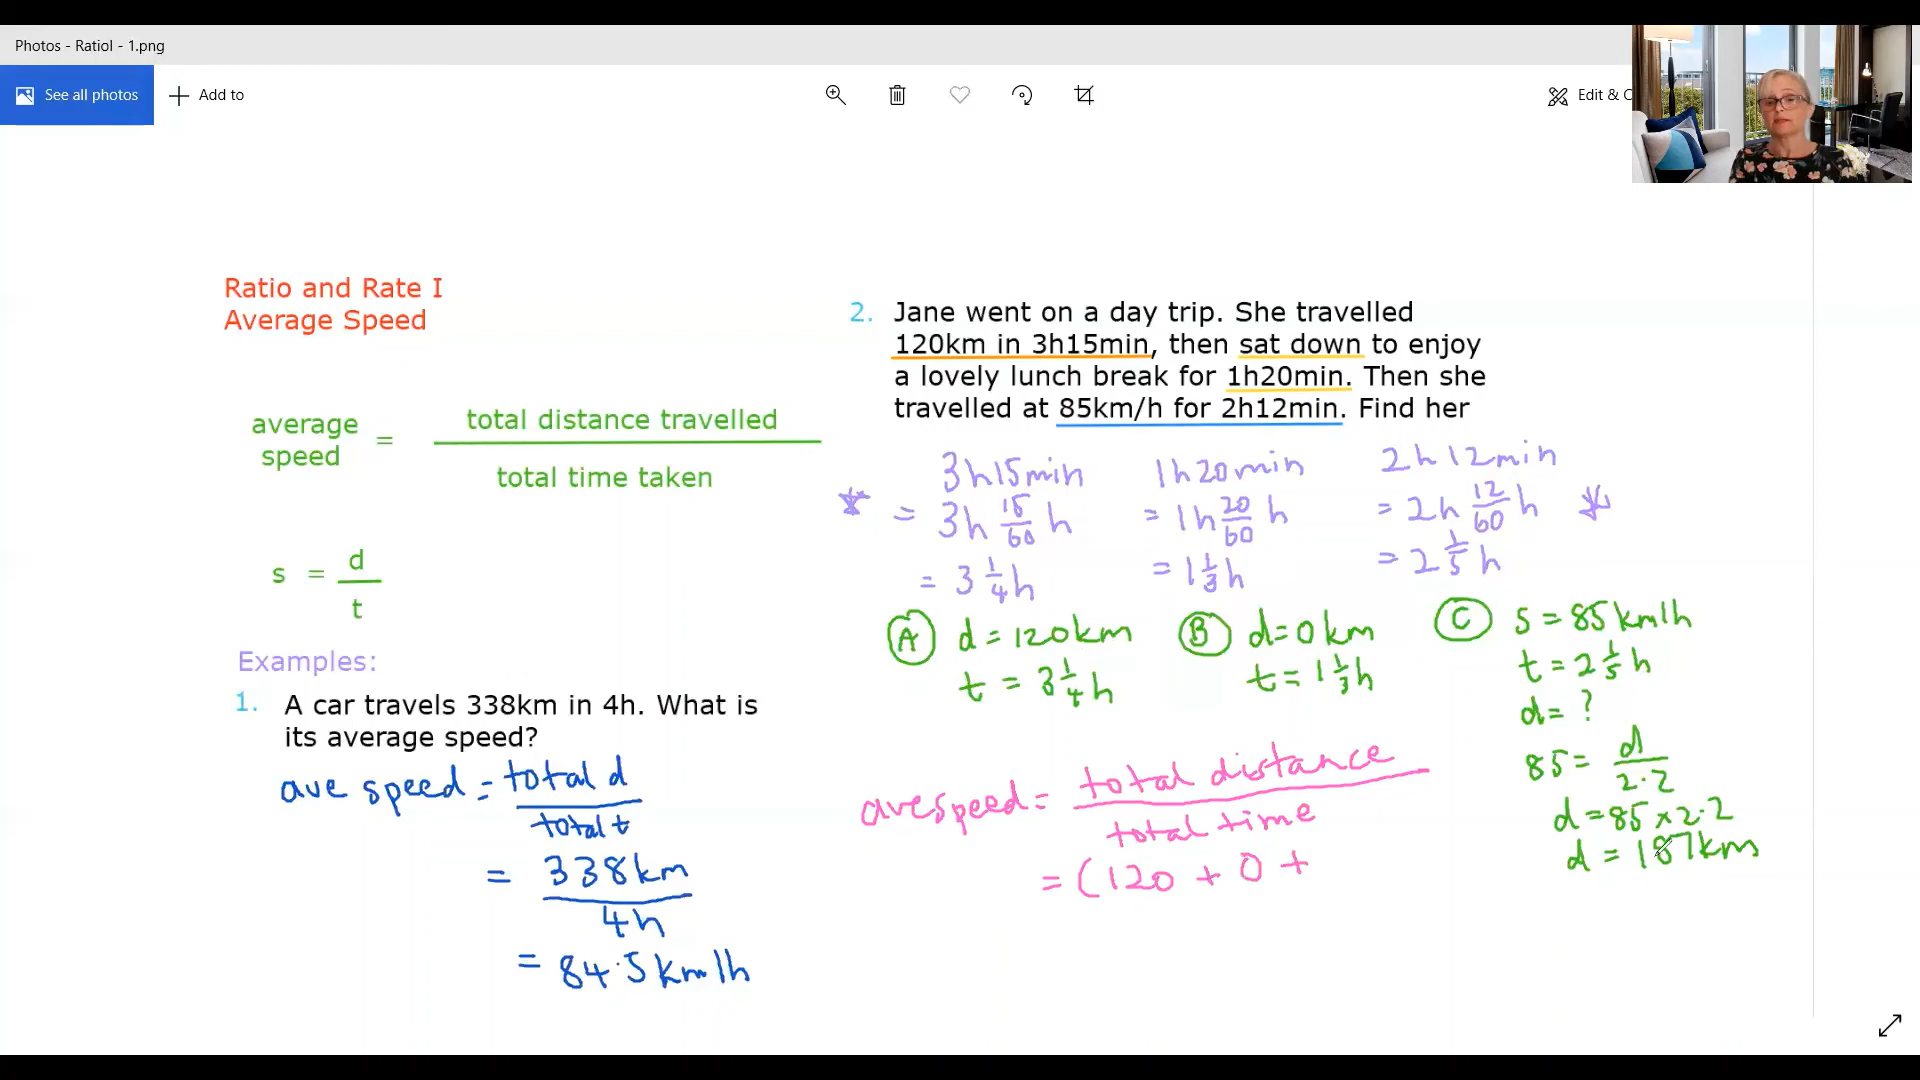 Photos - RatioI - 1.png
See all photos
Add to
Edit & C
Ratio and Rate I
Average Speed
average speed = total distance travelled
total time taken
s = d
t
Examples:
1. A car travels 338km in 4h. What is
its average speed?
ave speed = total d
total t
= 338km
4h
= 84.5km/h
2. Jane went on a day trip. She travelled
120km in 3h15min, then sat down to enjoy
a lovely lunch break for 1h20min. Then she
travelled at 85km/h for 2h12min. Find her
3h15min
= 3h 15/60 h
= 3 1/4 h
1h20min
= 1h 20/60 h
= 1 1/3 h
2h12min
= 2h 12/60 h
= 2 1/5 h
A d = 120km
t = 3 1/4 h
B d = 0km
t = 1 1/3 h
C s = 85km/h
t = 2 1/5 h
d = ?
85 = d
2.2
d = 85 x 2.2
d = 187km
ave speed = total distance
total time
= (120 + 0 +